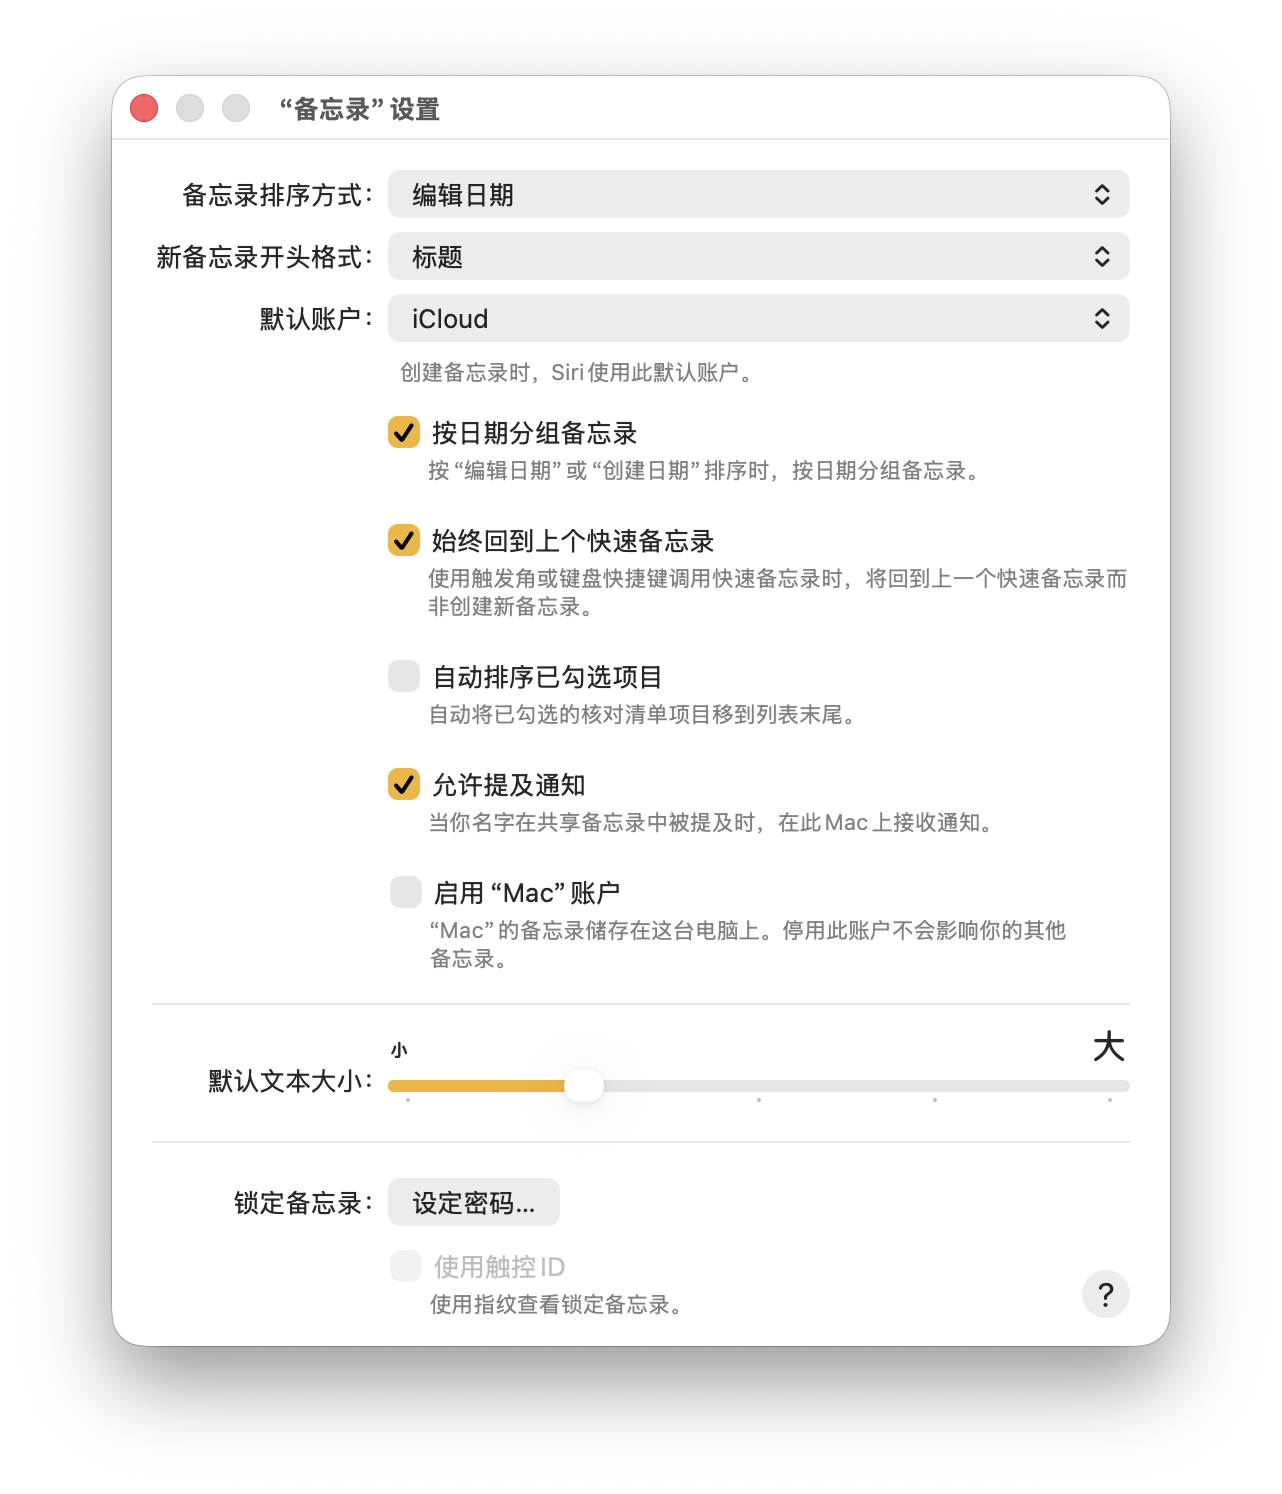 “备忘录”设置
备忘录排序方式：编辑日期
新备忘录开头格式：标题
默认账户：iCloud
创建备忘录时，Siri 使用此默认账户。
按日期分组备忘录
按“编辑日期”或“创建日期”排序时，按日期分组备忘录。
始终回到上个快速备忘录
使用触发角或键盘快捷键调用快速备忘录时，将回到上一个快速备忘录而
非创建新备忘录。
自动排序已勾选项目
自动将已勾选的核对清单项目移到列表末尾。
允许提及通知
当你名字在共享备忘录中被提及时，在此 Mac 上接收通知。
启用“Mac”账户
“Mac”的备忘录储存在这台电脑上。停用此账户不会影响你的其他
备忘录。
小 大
默认文本大小：
锁定备忘录：设定密码...
使用触控 ID
使用指纹查看锁定备忘录。
?